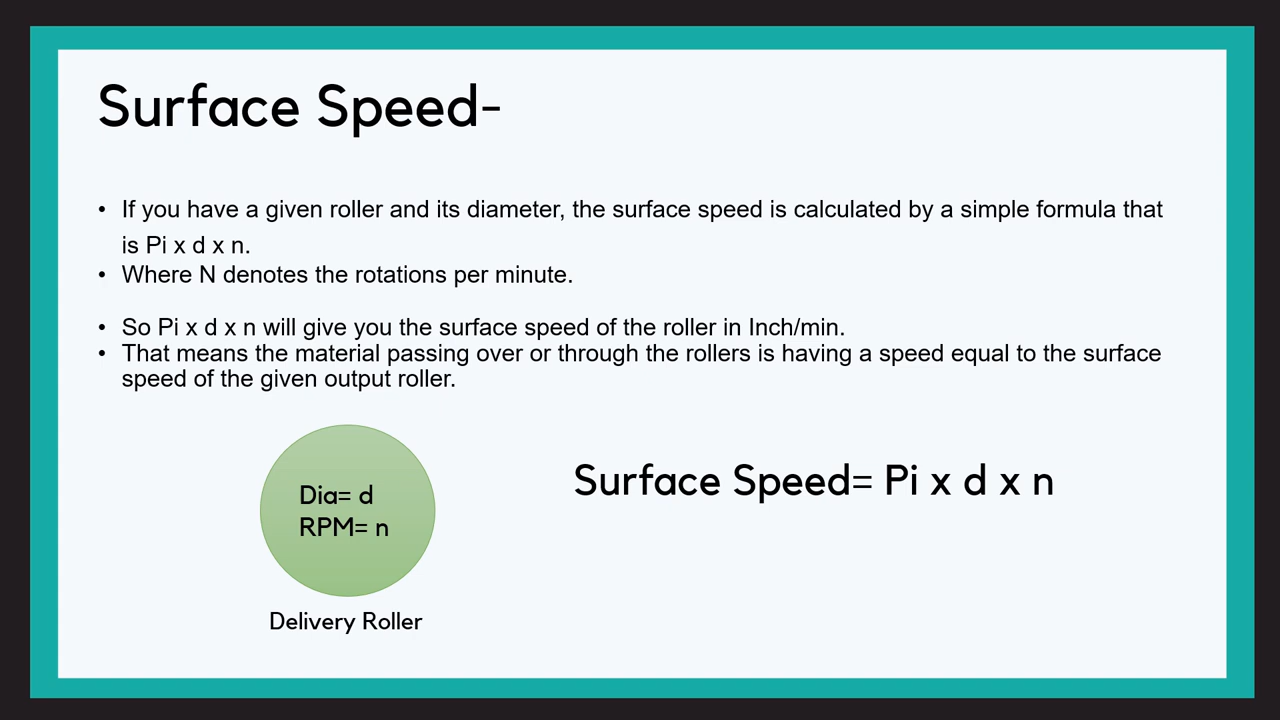 Surface Speed-
• If you have a given roller and its diameter, the surface speed is calculated by a simple formula that
is Pi x d x n.
• Where N denotes the rotations per minute.
• So Pi x d x n will give you the surface speed of the roller in Inch/min.
• That means the material passing over or through the rollers is having a speed equal to the surface
speed of the given output roller.
Dia= d
RPM= n
Delivery Roller
Surface Speed= Pi x d x n